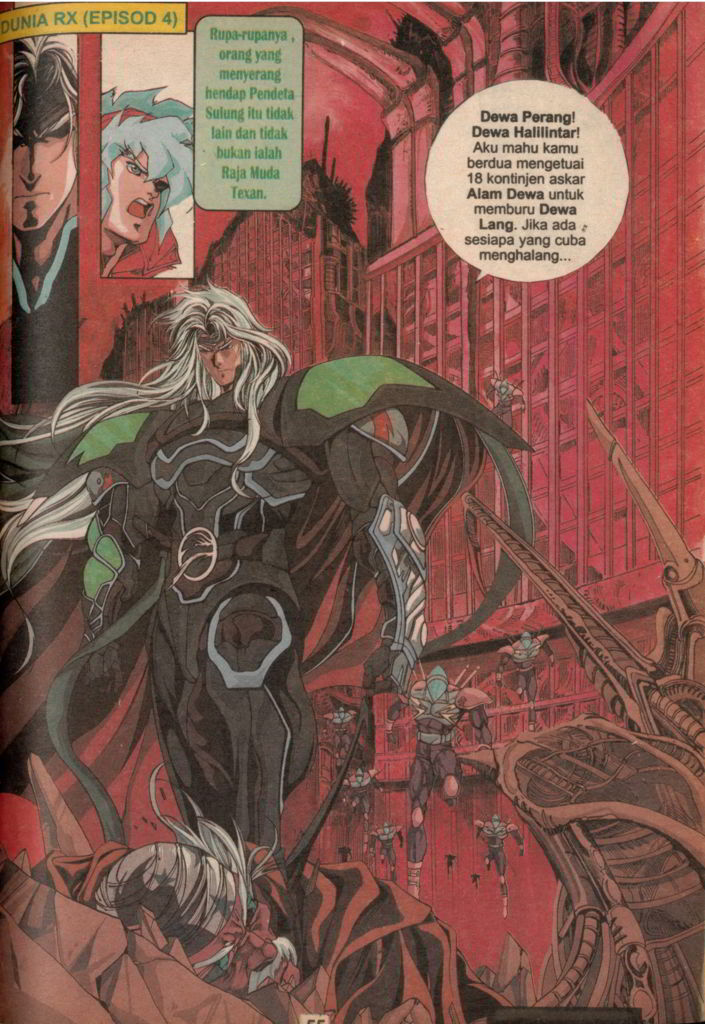 DUNIA RX (EPISOD 4)
Rupa-rupanya ,
orang yang
menyerang
hendap Pendeta
Sulung itu tidak
lain dan tidak
bukan ialah
Raja Muda
Texan.
Dewa Perang!
Dewa Halilintar!
Aku mahu kamu
berdua mengetuai
18 kontinjen askar
Alam Dewa untuk
memburu Dewa
Lang. Jika ada
sesiapa yang cuba
menghalang...
55